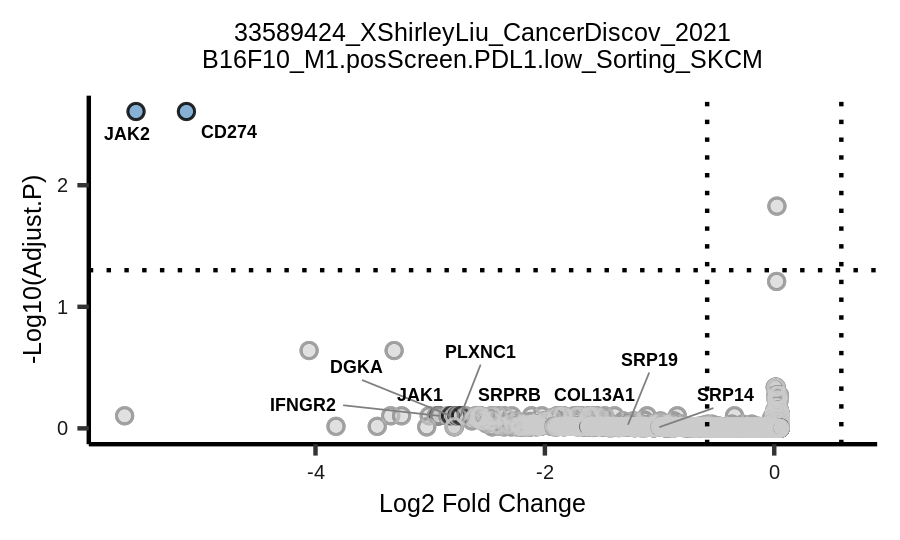 33589424_XShirleyLiu_CancerDiscov_2021
B16F10_M1.posScreen.PDL1.low_Sorting_SKCM
JAK2
CD274
2
-Log10(Adjust.P)
1
PLXNC1
SRP19
DGKA
JAK1
SRPRB
COL13A1
SRP14
IFNGR2
0
-4
-2
0
Log2 Fold Change